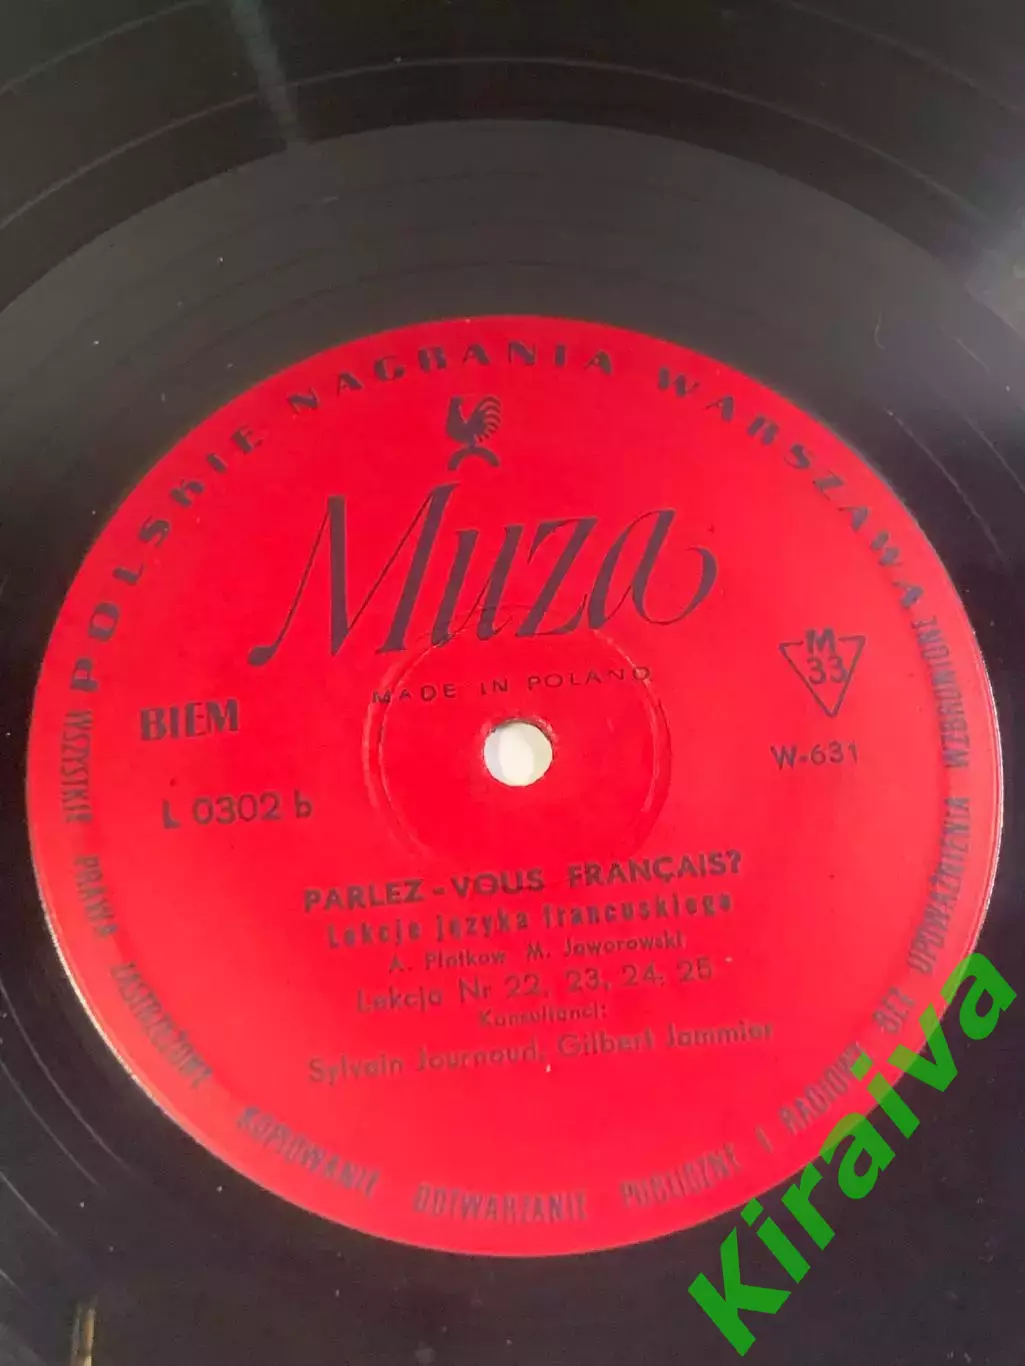 POLSKIE NAGRANIA WARSZAWA
Muza
MADE IN POLAND
BIEM
M
33
W-631
L 0302 b
PARLEZ-VOUS FRANÇAIS?
Lekcje języka francuskiego
A. Platkow M. Jaworowski
Lekcja Nr 22, 23, 24, 25
Konsultanci:
Sylvain Journoud, Gilbert Jammier
WSZYSTKIE PRAWA ZASTRZEŻONE KOPIOWANIE ODTWARZANIE PUBLICZNE I RADIOWE BEZ UPOWAŻNIENIA WZBRONIONE
Kiraiva